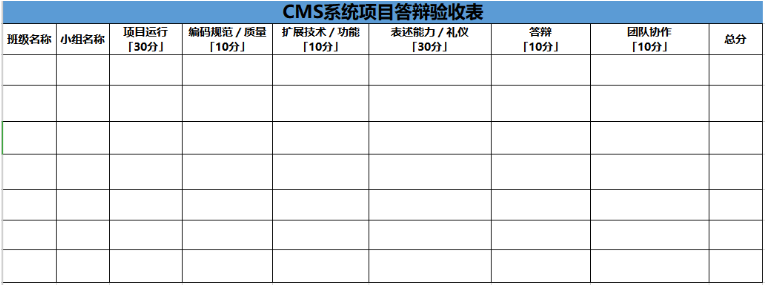 CMS系统项目答辩验收表
班级名称 小组名称 项目运行 编码规范 / 质量 扩展技术 / 功能 表述能力 / 礼仪 答辩 团队协作 总分
「30分」 「10分」 「10分」 「30分」 「10分」 「10分」